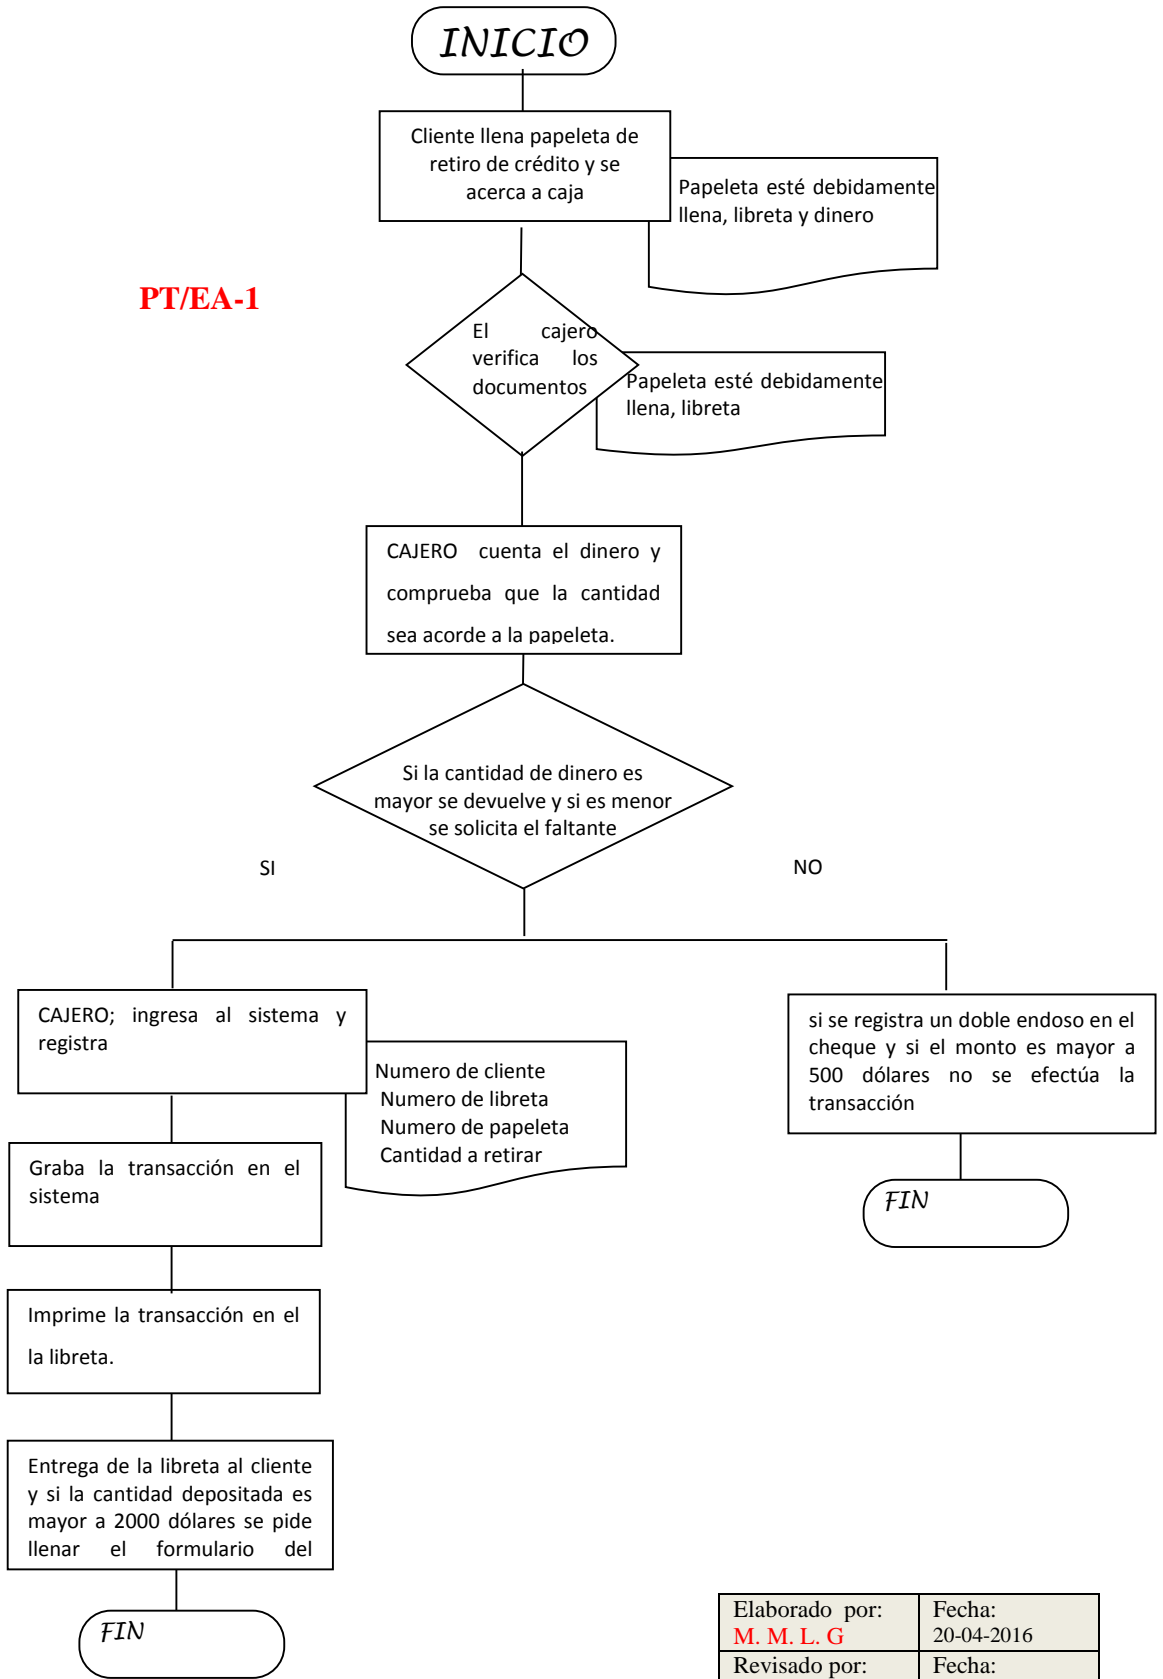 INICIO
Cliente llena papeleta de
retiro de crédito y se
acerca a caja
Papeleta esté debidamente
llena, libreta y dinero
PT/EA-1
El cajero
verifica los
documentos
Papeleta esté debidamente
llena, libreta
CAJERO cuenta el dinero y
comprueba que la cantidad
sea acorde a la papeleta.
Si la cantidad de dinero es
mayor se devuelve y si es menor
se solicita el faltante
SI
NO
CAJERO; ingresa al sistema y
registra
Numero de cliente
Numero de libreta
Numero de papeleta
Cantidad a retirar
si se registra un doble endoso en el
cheque y si el monto es mayor a
500 dólares no se efectúa la
transacción
Graba la transacción en el
sistema
FIN
Imprime la transacción en el
la libreta.
Entrega de la libreta al cliente
y si la cantidad depositada es
mayor a 2000 dólares se pide
llenar el formulario del
FIN
Elaborado por:
M. M. L. G
Fecha:
20-04-2016
Revisado por:
Fecha: